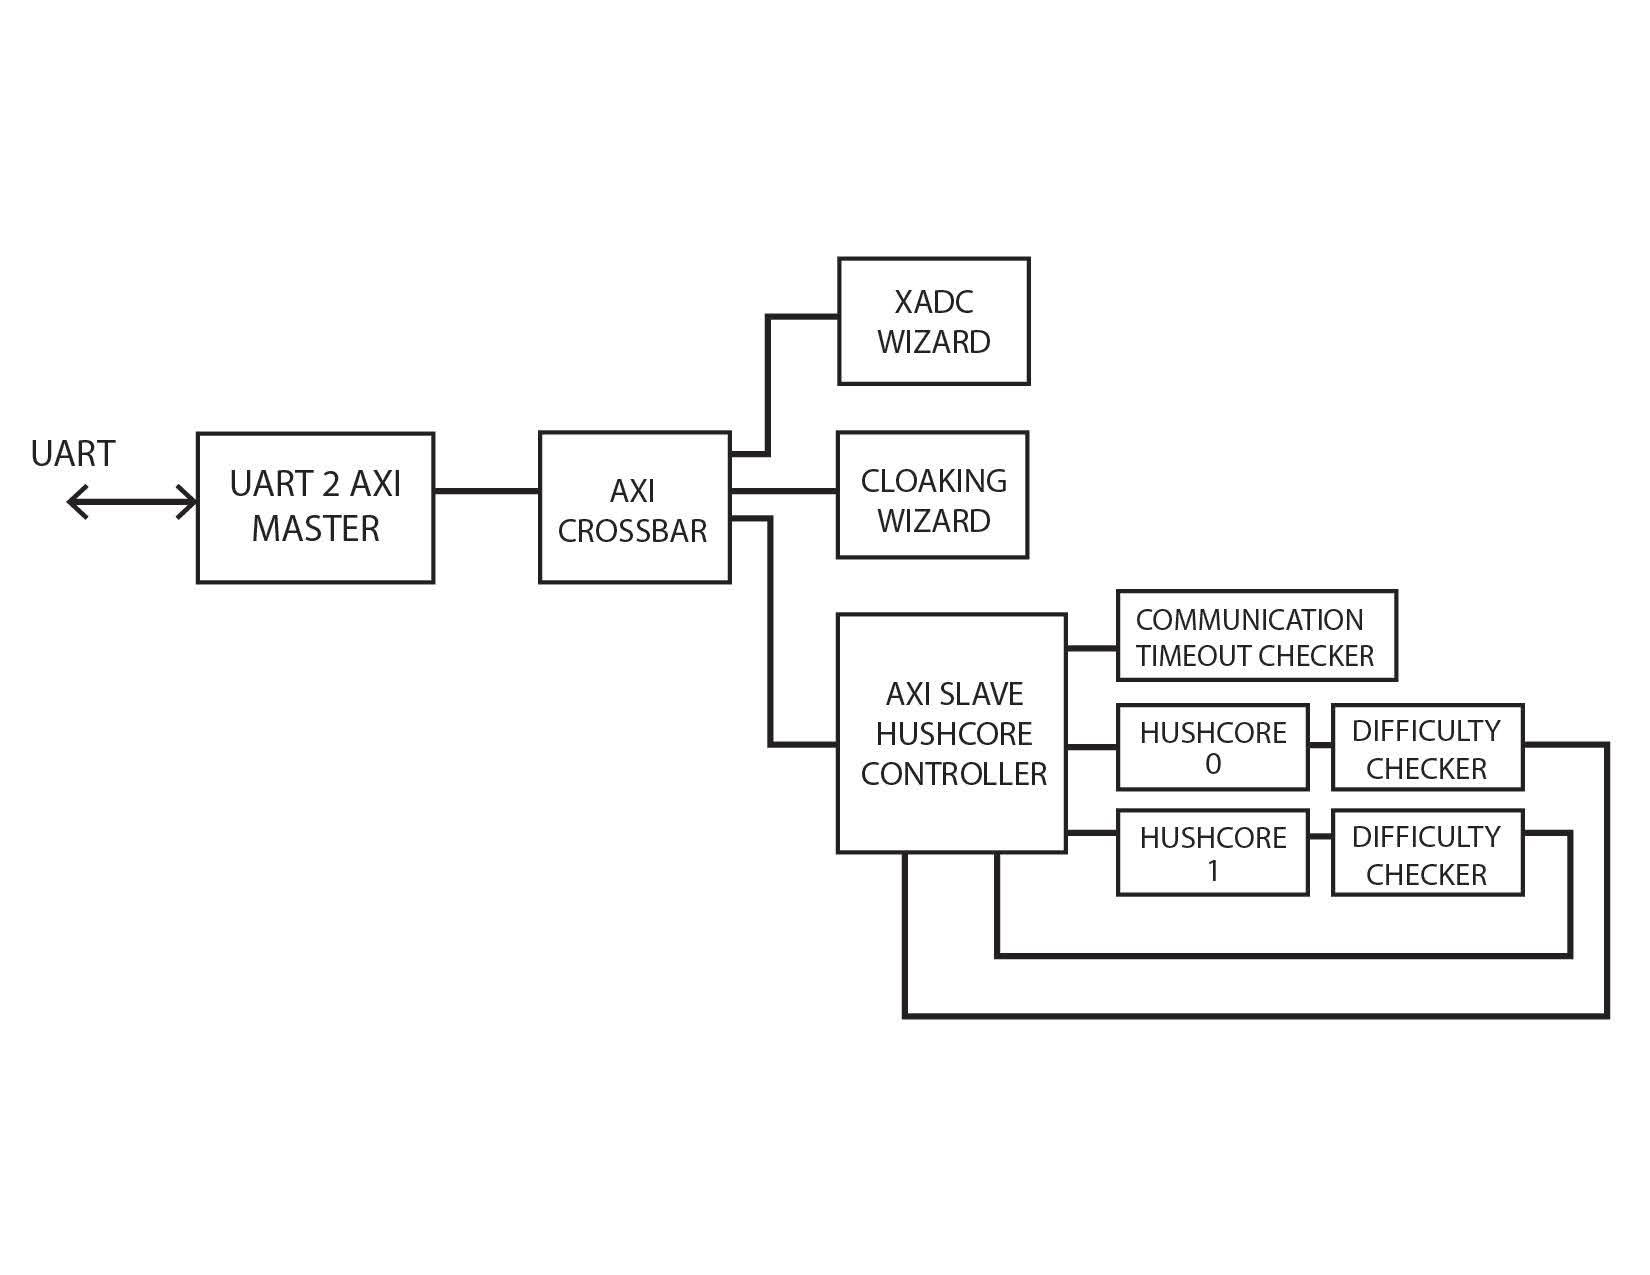 UART
UART 2 AXI
MASTER
AXI
CROSSBAR
XADC
WIZARD
CLOAKING
WIZARD
AXI SLAVE
HUSHCORE
CONTROLLER
COMMUNICATION
TIMEOUT CHECKER
HUSHCORE
0
DIFFICULTY
CHECKER
HUSHCORE
1
DIFFICULTY
CHECKER